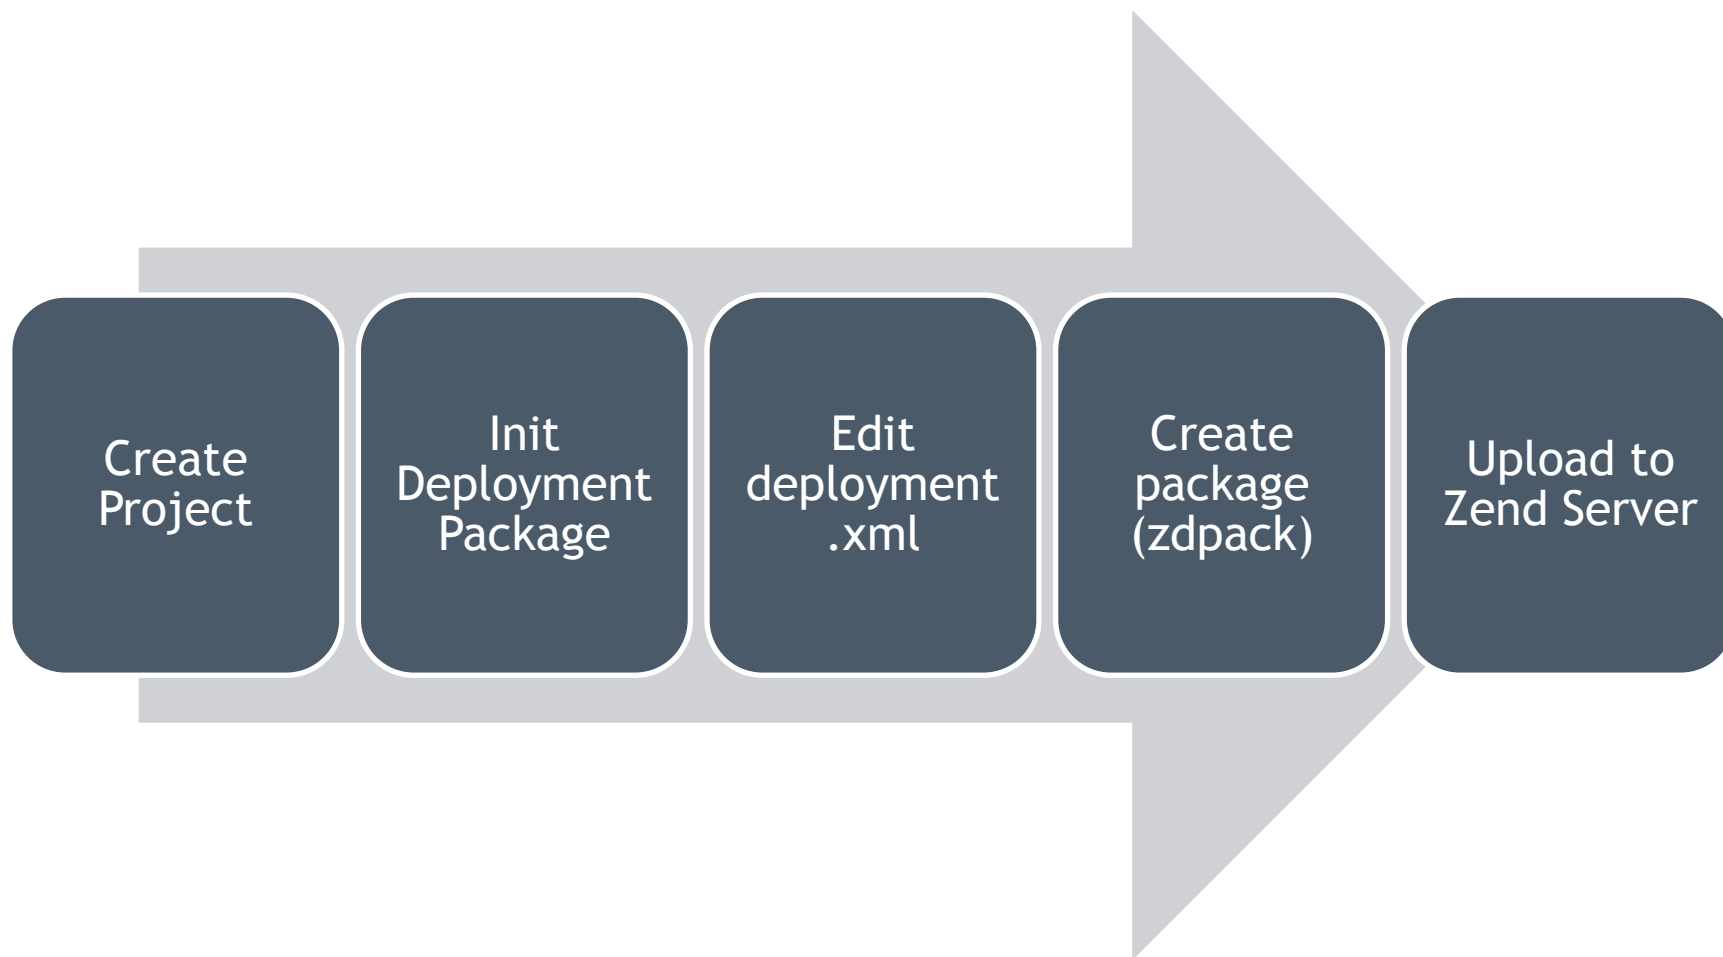 Create
Project
Init
Deployment
Package
Edit
deployment
.xml
Create
package
(zdpack)
Upload to
Zend Server